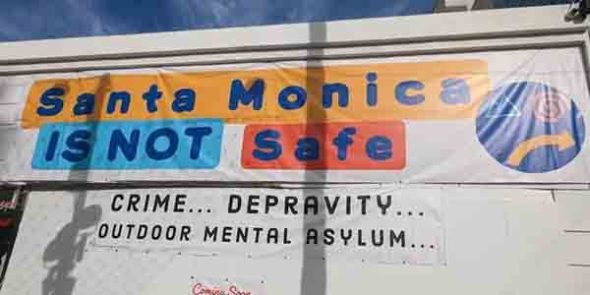 Santa Monica
IS NOT Safe
CRIME... DEPRAVITY...
OUTDOOR MENTAL ASYLUM...
Coming Soon